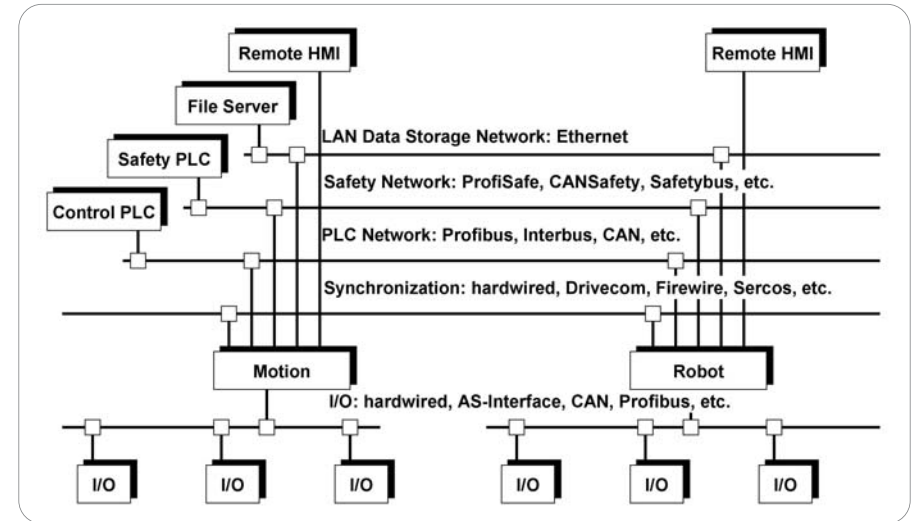 Remote HMI
Remote HMI
File Server
LAN Data Storage Network: Ethernet
Safety PLC
Safety Network: ProfiSafe, CANSafety, Safetybus, etc.
Control PLC
PLC Network: Profibus, Interbus, CAN, etc.
Synchronization: hardwired, Drivecom, Firewire, Sercos, etc.
Motion
Robot
I/O: hardwired, AS-Interface, CAN, Profibus, etc.
I/O
I/O
I/O
I/O
I/O
I/O